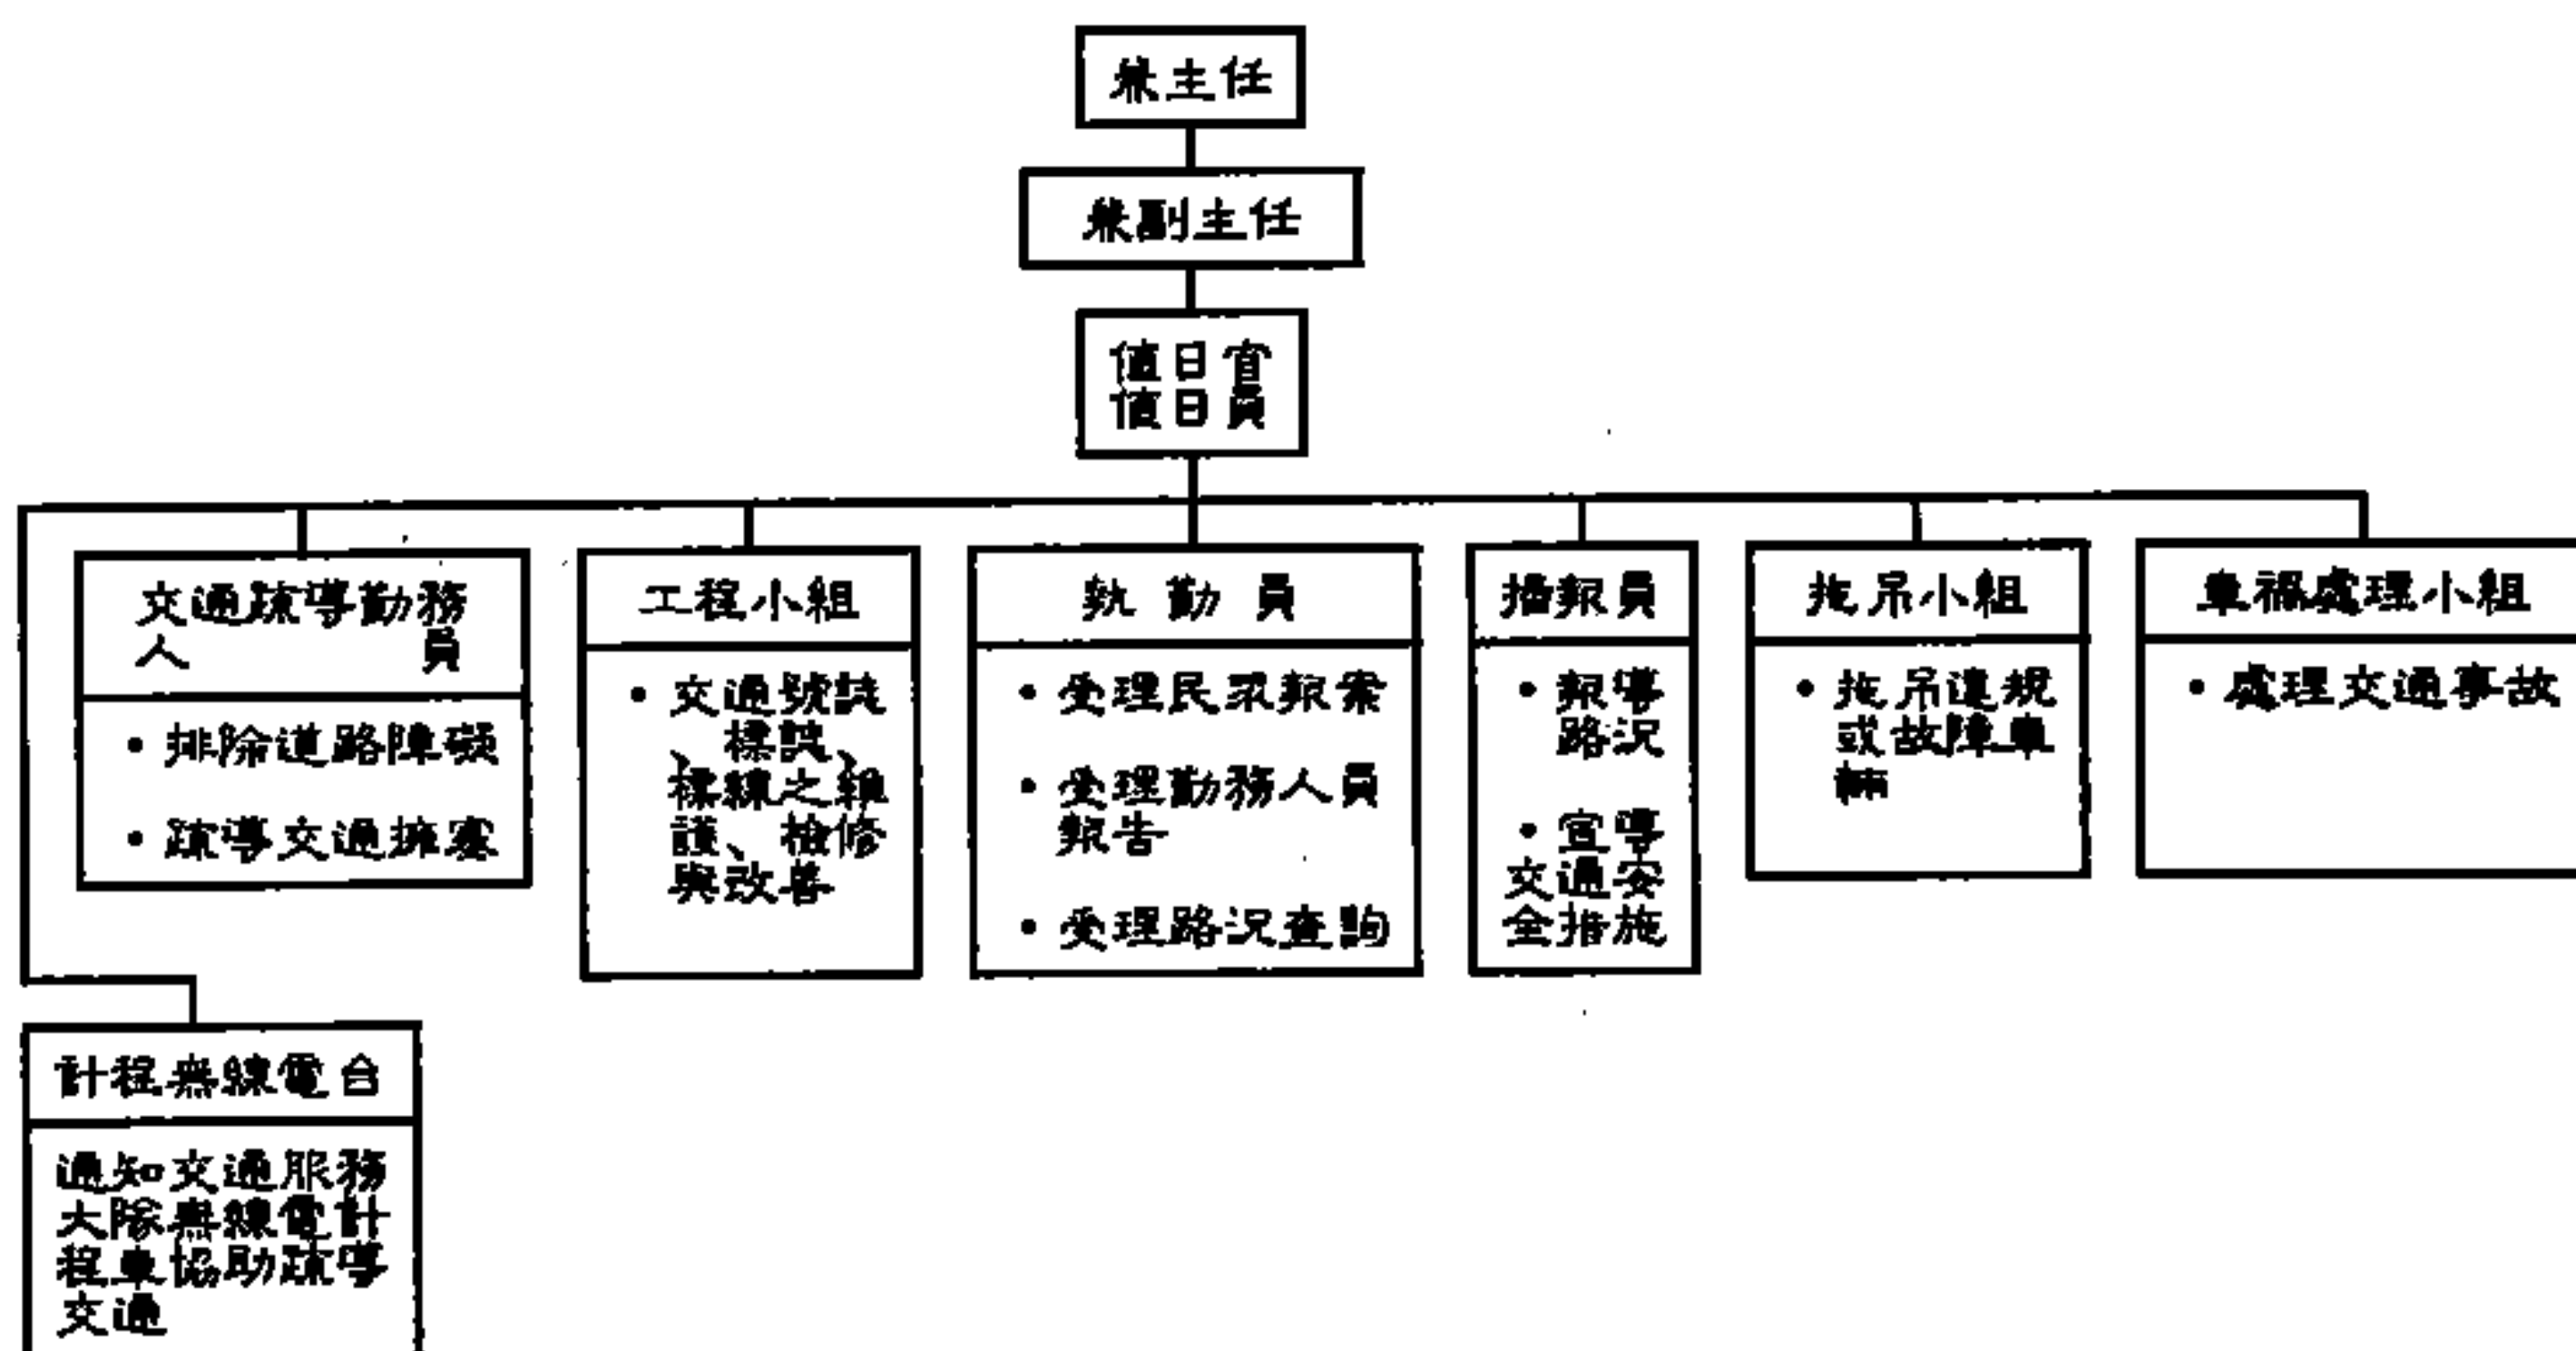 兼主任
兼副主任
值日官
值日員
交通疏導勤務
人員
• 排除道路障礙
• 疏導交通擁塞
工程小組
• 交通號誌
、標誌、
標線之維
護、檢修
與改善
執勤員
• 受理民眾報案
• 受理勤務人員
報告
• 受理路況查詢
播報員
• 報導
路況
• 宣導
交通安
全措施
拖吊小組
• 拖吊違規
或故障車
輛
車禍處理小組
• 處理交通事故
計程無線電台
通知交通服務
大隊無線電計
程車協助疏導
交通